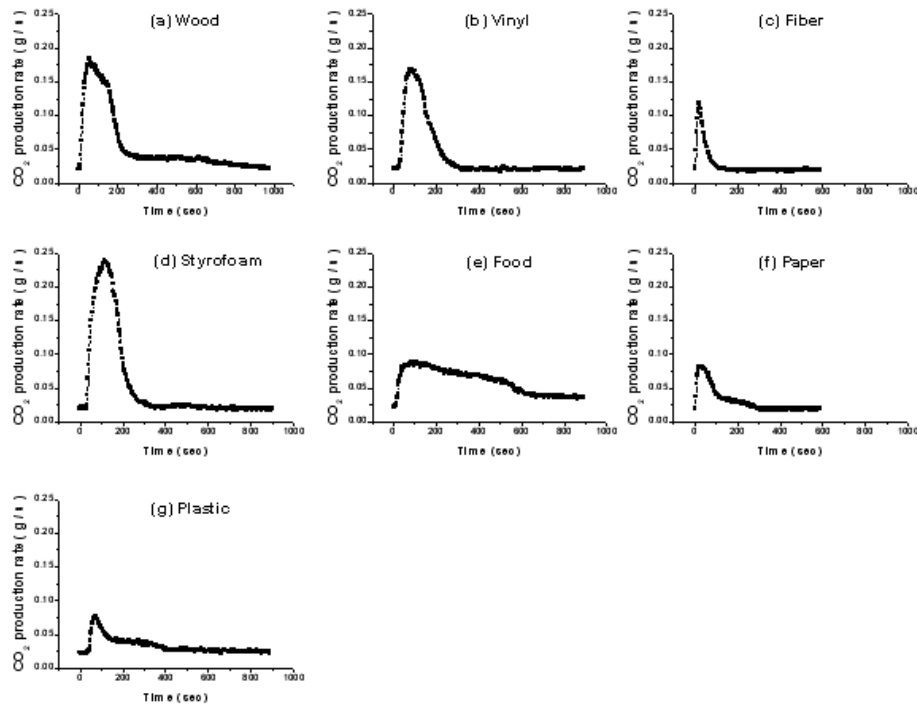 (a) Wood
CO₂ production rate ( g / s )
0.25
0.20
0.15
0.10
0.05
0.00
0 200 400 600 800 1000
Time (sec)
(b) Vinyl
CO₂ production rate ( g / s )
0.25
0.20
0.15
0.10
0.05
0.00
0 200 400 600 800 1000
Time (sec)
(c) Fiber
CO₂ production rate ( g / s )
0.25
0.20
0.15
0.10
0.05
0.00
0 200 400 600 800 1000
Time (sec)
(d) Styrofoam
CO₂ production rate ( g / s )
0.25
0.20
0.15
0.10
0.05
0.00
0 200 400 600 800 1000
Time (sec)
(e) Food
CO₂ production rate ( g / s )
0.25
0.20
0.15
0.10
0.05
0.00
0 200 400 600 800 1000
Time (sec)
(f) Paper
CO₂ production rate ( g / s )
0.25
0.20
0.15
0.10
0.05
0.00
0 200 400 600 800 1000
Time (sec)
(g) Plastic
CO₂ production rate ( g / s )
0.25
0.20
0.15
0.10
0.05
0.00
0 200 400 600 800 1000
Time (sec)